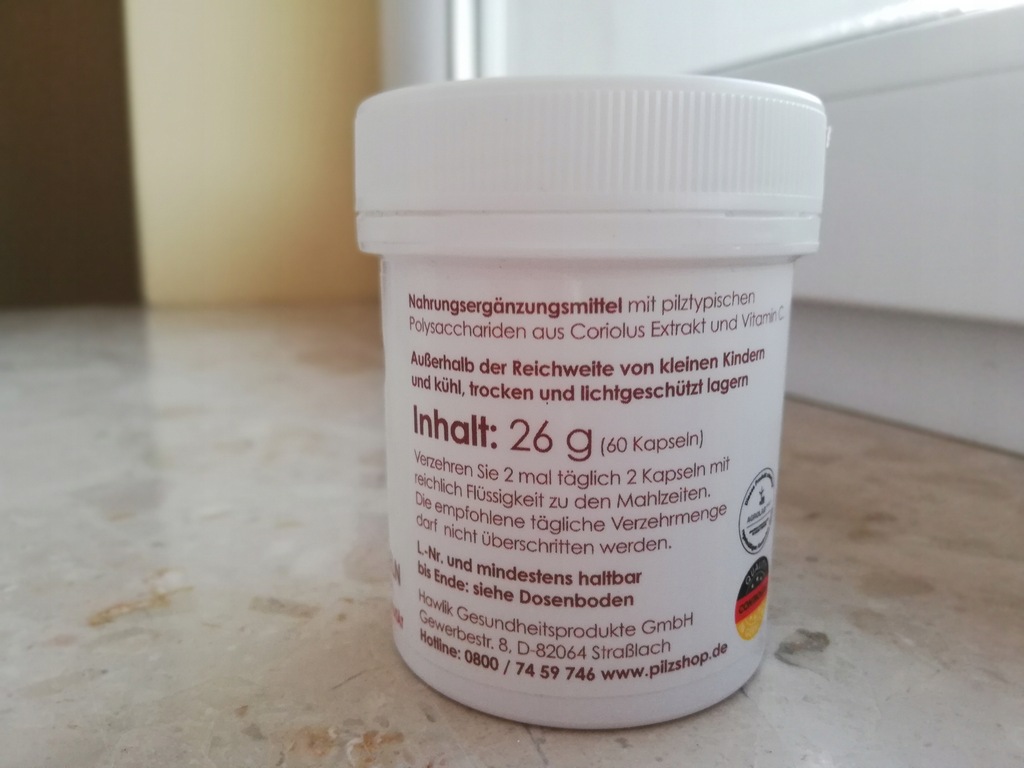 Nahrungsergänzungsmittel mit pilztypischen
Polysacchariden aus Coriolus Extrakt und Vitamin C.
Außerhalb der Reichweite von kleinen Kindern
und kühl, trocken und lichtgeschützt lagern
Inhalt: 26 g (60 Kapseln)
Verzehren Sie 2 mal täglich 2 Kapseln mit
reichlich Flüssigkeit zu den Mahlzeiten.
Die empfohlene tägliche Verzehrmenge
darf nicht überschritten werden.
L.-Nr. und mindestens haltbar
bis Ende: siehe Dosenboden
Hawlik Gesundheitsprodukte GmbH
Gewerbestr. 8, D-82064 Straßlach
Hotline: 0800 / 74 59 746 www.pilzshop.de